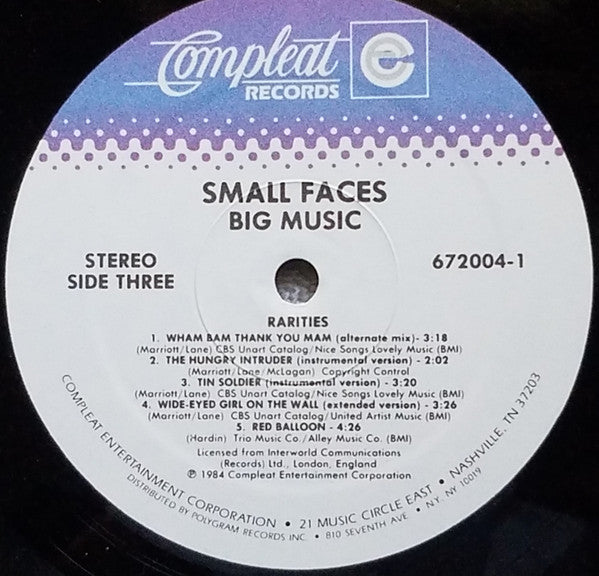 Compleat
RECORDS
SMALL FACES
BIG MUSIC
STEREO
SIDE THREE
672004-1
RARITIES
1. WHAM BAM THANK YOU MAM (alternate mix)- 3:18
(Marriott/Lane) CBS Unart Catalog/Nice Songs Lovely Music (BMI)
2. THE HUNGRY INTRUDER (instrumental version) - 2:02
(Marriott/Lane/McLagan) Copyright Control
3. TIN SOLDIER (instrumental version) - 3:20
(Marriott/Lane) CBS Unart Catalog/Nice Songs Lovely Music (BMI)
4. WIDE-EYED GIRL ON THE WALL (extended version) - 3:26
(Marriott/Lane) CBS Unart Catalog/United Artist Music (BMI)
5. RED BALLOON - 4:26
(Hardin) Trio Music Co./Alley Music Co. (BMI)
Licensed from Interworld Communications
(Records) Ltd., London, England
℗ 1984 Compleat Entertainment Corporation
COMPLEAT ENTERTAINMENT CORPORATION • 21 MUSIC CIRCLE EAST • NASHVILLE, TN 37203
DISTRIBUTED BY POLYGRAM RECORDS INC. • 810 SEVENTH AVE • N.Y. NY 10019